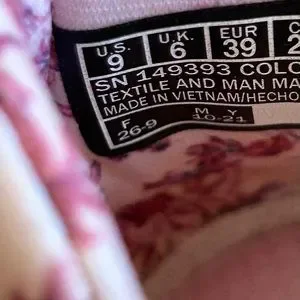 U.S. U.K. EUR C
9 6 39 2
SN 149393 COLO
TEXTILE AND MAN MA
MADE IN VIETNAM/HECHO
F M Y
26-9 10-21